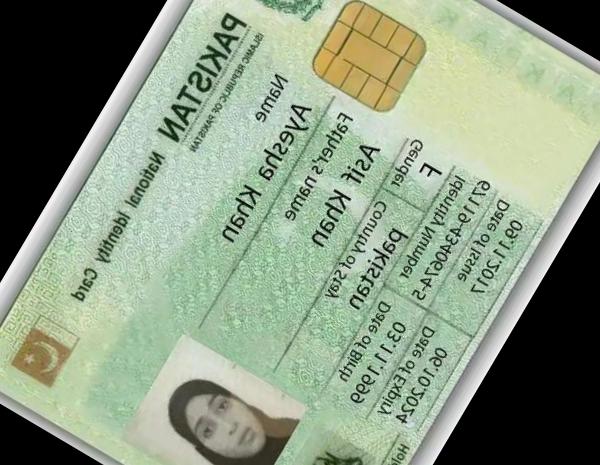 PAKISTAN National Identity Card
ISLAMIC REPUBLIC OF PAKISTAN
Name
Ayesha Khan
Father's name
Asif Khan
Gender Country of Stay Date of Birth
F pakistan 03.11.1999
Identity Number Date of Expiry
67119-4340674-5 06.10.2024
Date of Issue
09.11.2017